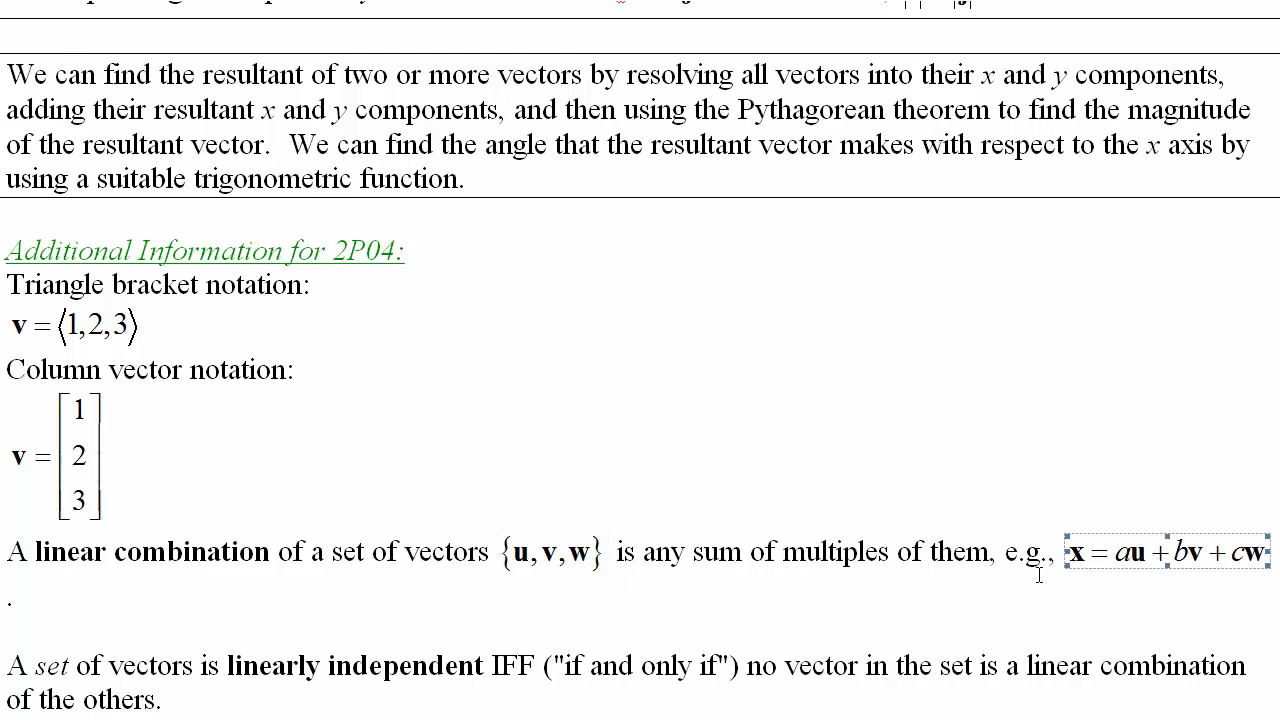 We can find the resultant of two or more vectors by resolving all vectors into their x and y components,
adding their resultant x and y components, and then using the Pythagorean theorem to find the magnitude
of the resultant vector. We can find the angle that the resultant vector makes with respect to the x axis by
using a suitable trigonometric function.
Additional Information for 2P04:
Triangle bracket notation:
v = ⟨1,2,3⟩
Column vector notation:
v = [1
2
3]
A linear combination of a set of vectors {u, v, w} is any sum of multiples of them, e.g., x = au + bv + cw
.
A set of vectors is linearly independent IFF ("if and only if") no vector in the set is a linear combination
of the others.